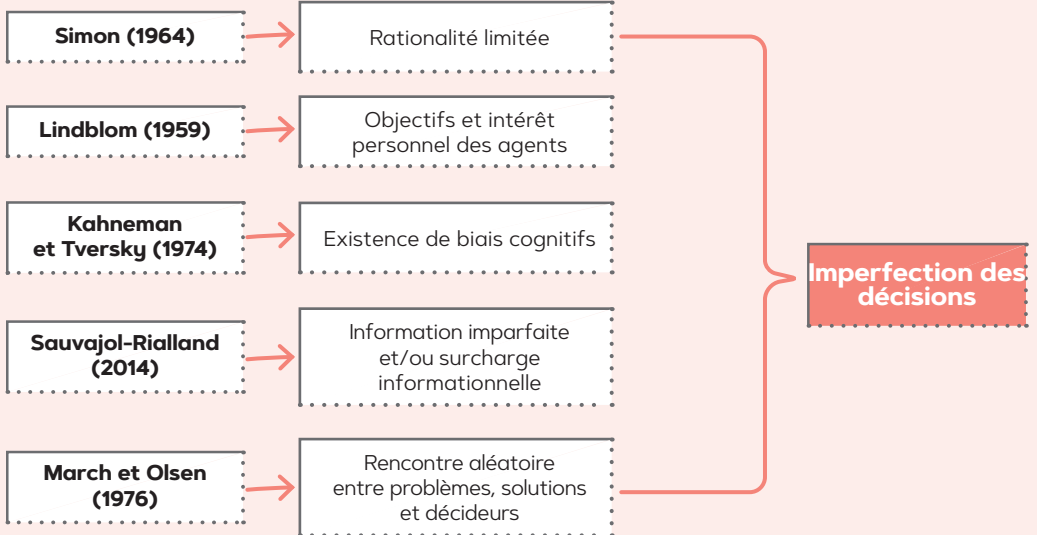 Simon (1964)
Rationalité limitée
Lindblom (1959)
Objectifs et intérêt
personnel des agents
Kahneman
et Tversky (1974)
Existence de biais cognitifs
Sauvajol-Rialland
(2014)
Information imparfaite
et/ou surcharge
informationnelle
March et Olsen
(1976)
Rencontre aléatoire
entre problèmes, solutions
et décideurs
Imperfection des
décisions